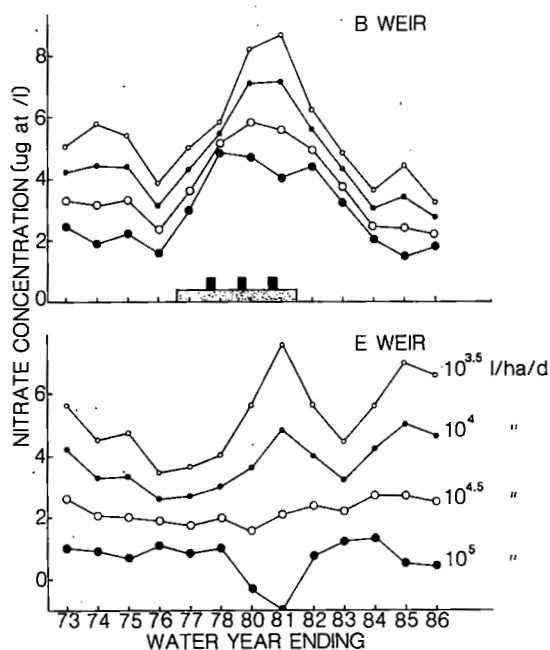 B WEIR
8
6
4
2
0
NITRATE CONCENTRATION (ug at /l)
E WEIR
10^3.5 l/ha/d
6
10^4 "
4
10^4.5 "
2
10^5 "
0
73 74 75 76 77 78 80 81 82 83 84 85 86
WATER YEAR ENDING